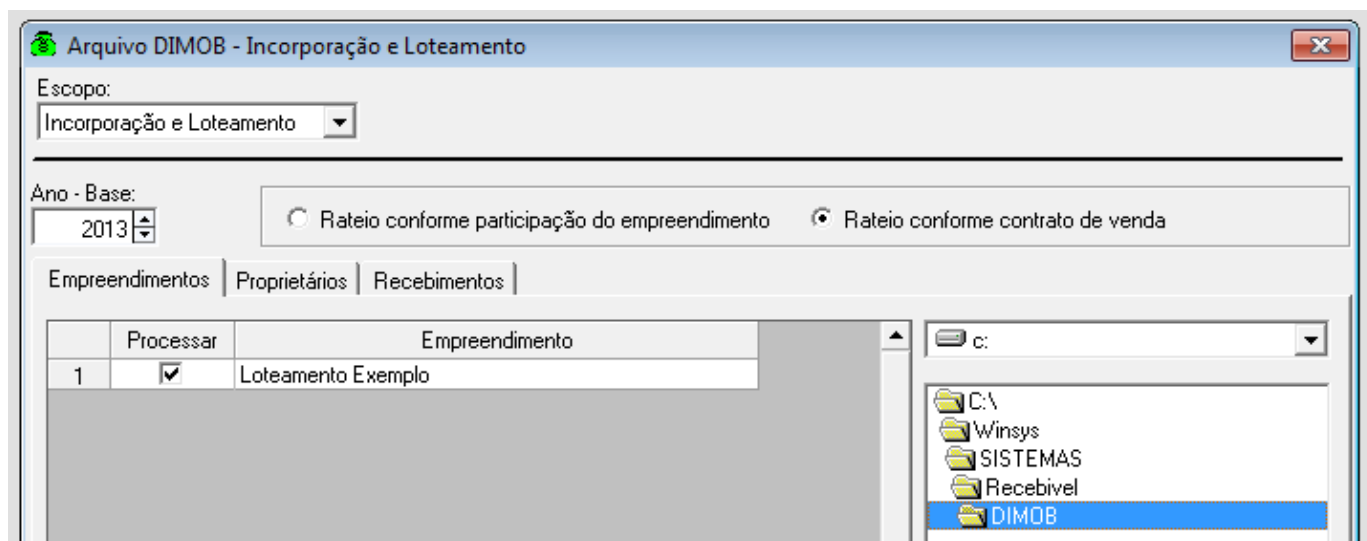 Arquivo DIMOB - Incorporação e Loteamento
Escopo:
Incorporação e Loteamento
Ano - Base:
2013
Rateio conforme participação do empreendimento
Rateio conforme contrato de venda
Empreendimentos Proprietários Recebimentos
Processar Empreendimento
1 Loteamento Exemplo
c:
C:\
Winsys
SISTEMAS
Recebivel
DIMOB